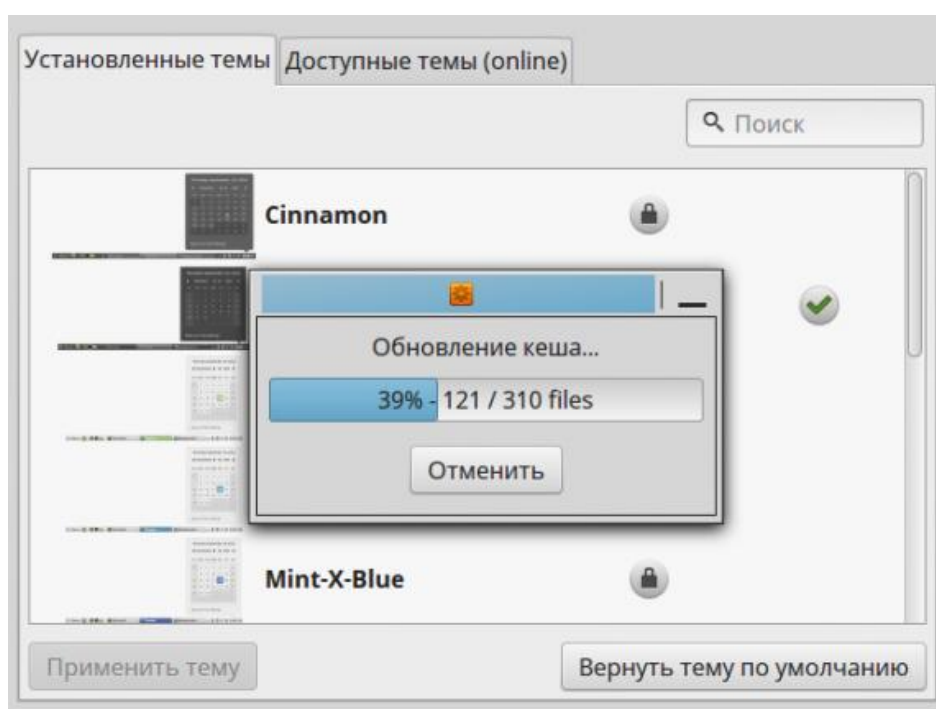 Установленные темы
Доступные темы (online)
Поиск
Cinnamon
Обновление кеша...
39% - 121 / 310 files
Отменить
Mint-X-Blue
Применить тему
Вернуть тему по умолчанию